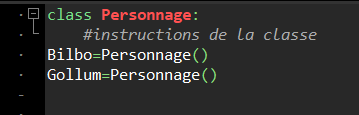 class Personnage:
    #instructions de la classe
Bilbo=Personnage()
Gollum=Personnage()